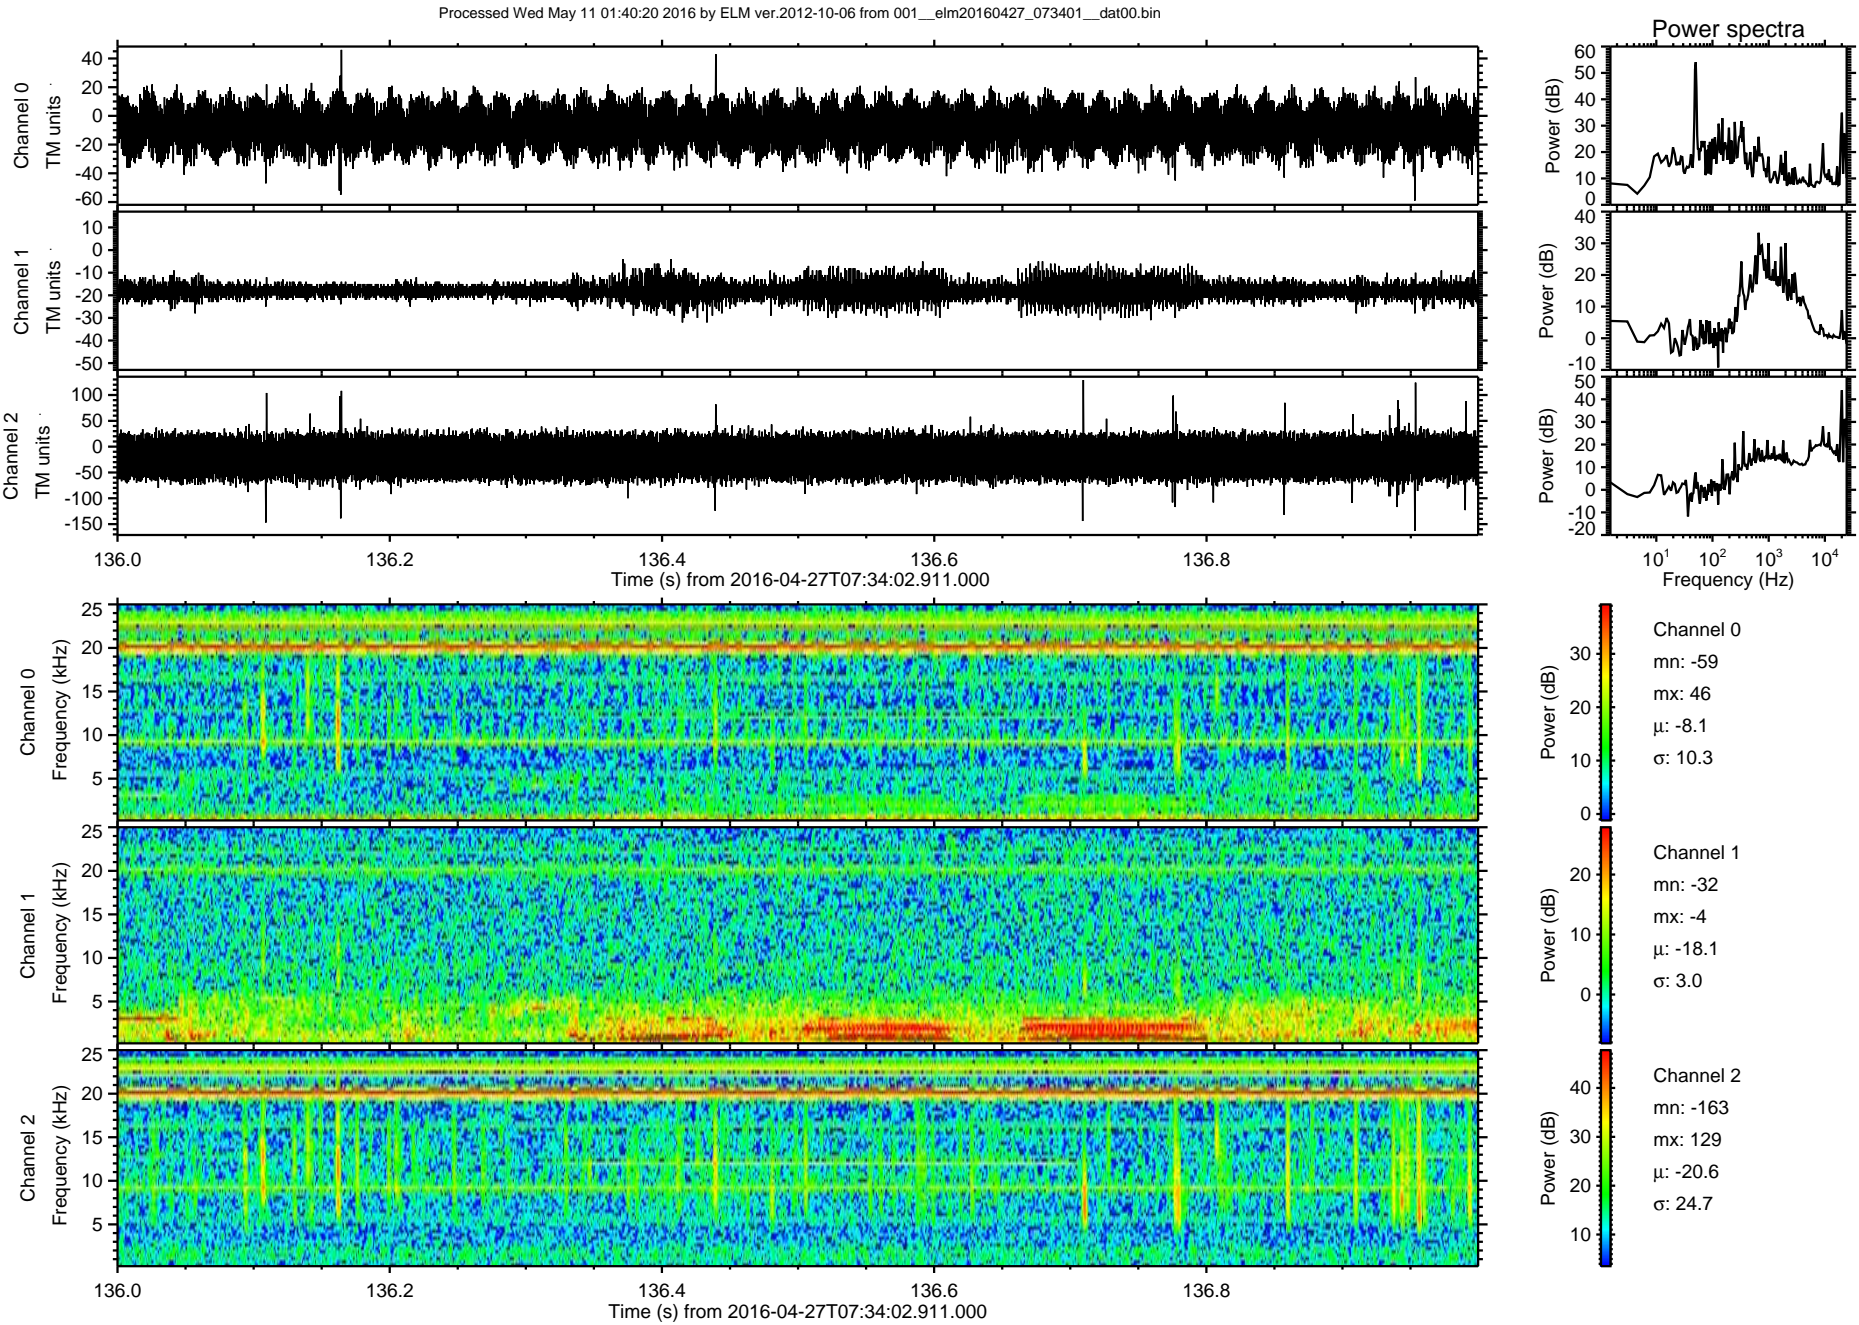 Processed Wed May 11 01:40:20 2016 by ELM ver.2012-10-06 from 001__elm20160427_073401__dat00.bin
Power spectra
Channel 0
TM units
40
20
0
-20
-40
-60
Power (dB)
60
50
40
30
20
10
0
Channel 1
TM units
10
0
-10
-20
-30
-40
-50
Power (dB)
40
30
20
10
0
-10
Channel 2
TM units
100
50
0
-50
-100
-150
Power (dB)
50
40
30
20
10
0
-10
-20
136.0 136.2 136.4 136.6 136.8
Time (s) from 2016-04-27T07:34:02.911.000
10¹ 10² 10³ 10⁴
Frequency (Hz)
Channel 0
Frequency (kHz)
25
20
15
10
5
Power (dB)
30
20
10
0
Channel 0
mn: -59
mx: 46
μ: -8.1
σ: 10.3
Channel 1
Frequency (kHz)
25
20
15
10
5
Power (dB)
20
10
0
Channel 1
mn: -32
mx: -4
μ: -18.1
σ: 3.0
Channel 2
Frequency (kHz)
25
20
15
10
5
Power (dB)
40
30
20
10
Channel 2
mn: -163
mx: 129
μ: -20.6
σ: 24.7
136.0 136.2 136.4 136.6 136.8
Time (s) from 2016-04-27T07:34:02.911.000